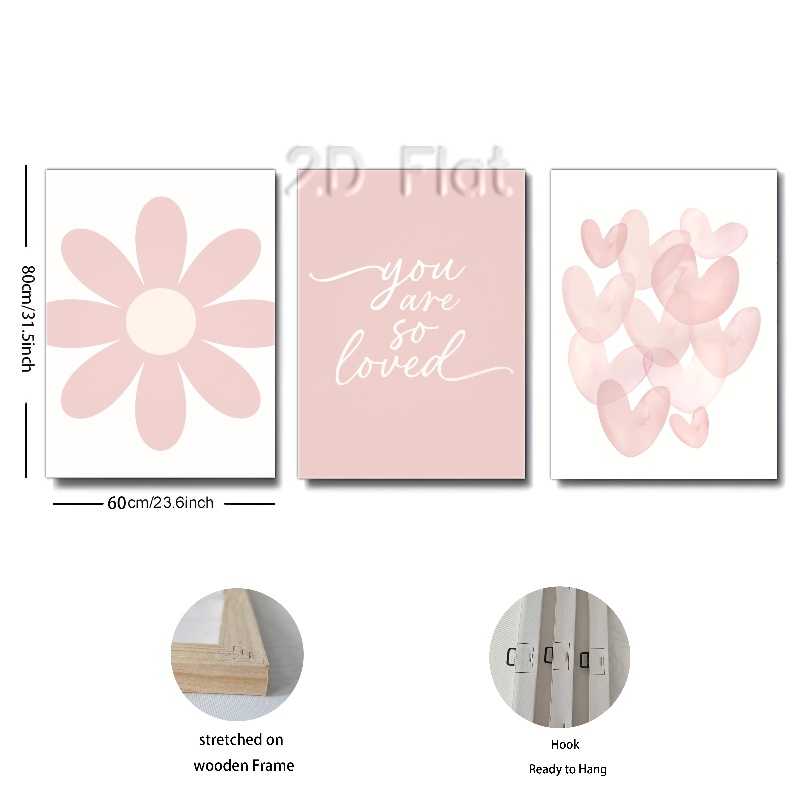 2D Flat
80cm/31.5inch
you
are
so
loved
60cm/23.6inch
stretched on
wooden Frame
Hook
Ready to Hang